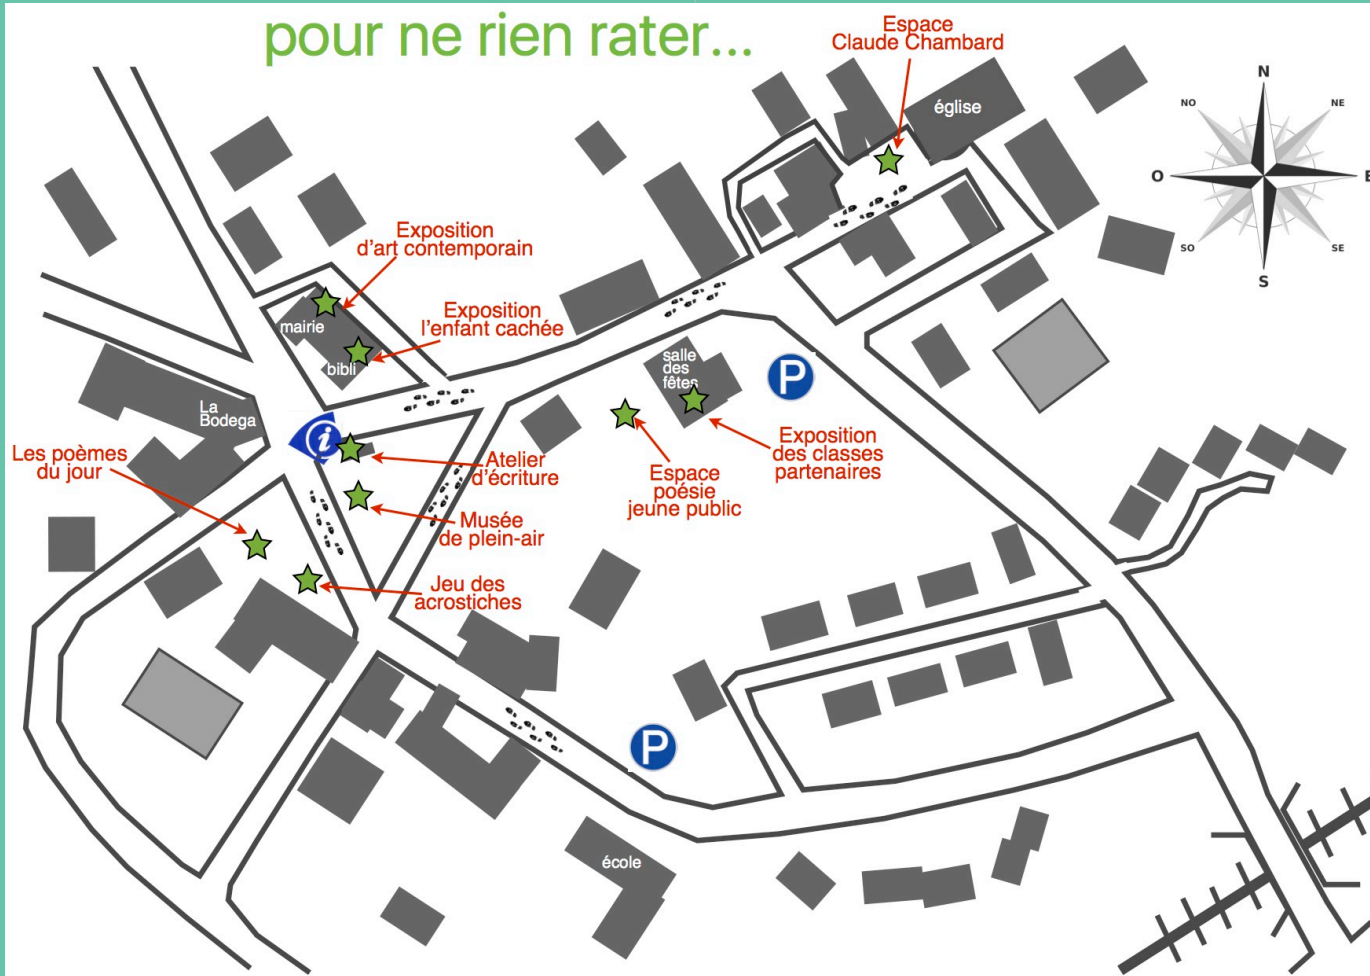 pour ne rien rater...
Espace
Claude Chambard
église
N
NO
NE
O
E
SO
SE
S
Exposition
d'art contemporain
Exposition
l'enfant cachée
mairie
bibli
La
Bodega
i
Les poèmes
du jour
Atelier
d'écriture
Musée
de plein-air
Jeu des
acrostiches
salle
des
fêtes
P
Espace
poésie
jeune public
Exposition
des classes
partenaires
P
école